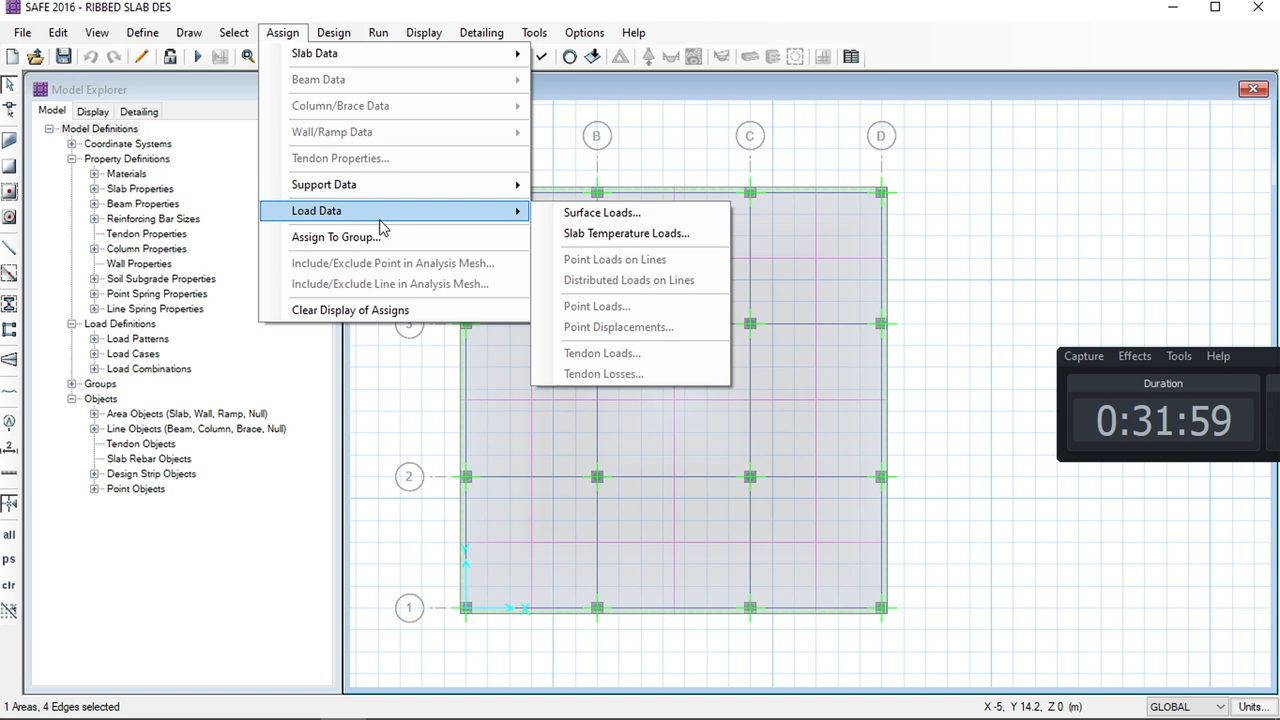 SAFE 2016 - RIBBED SLAB DES
File Edit View Define Draw Select Assign Design Run Display Detailing Tools Options Help
Slab Data
Beam Data
Column/Brace Data
Wall/Ramp Data
Tendon Properties...
Support Data
Load Data
Assign To Group...
Include/Exclude Point in Analysis Mesh...
Include/Exclude Line in Analysis Mesh...
Clear Display of Assigns
Surface Loads...
Slab Temperature Loads...
Point Loads on Lines
Distributed Loads on Lines
Point Loads...
Point Displacements...
Tendon Loads...
Tendon Losses...
Model Explorer
Model Display Detailing
Model Definitions
Coordinate Systems
Property Definitions
Materials
Slab Properties
Beam Properties
Reinforcing Bar Sizes
Tendon Properties
Column Properties
Wall Properties
Soil Subgrade Properties
Point Spring Properties
Line Spring Properties
Load Definitions
Load Patterns
Load Cases
Load Combinations
Groups
Objects
Area Objects (Slab, Wall, Ramp, Null)
Line Objects (Beam, Column, Brace, Null)
Tendon Objects
Slab Rebar Objects
Design Strip Objects
Point Objects
all
ps
clr
B C D
3
2
1
Y
X
Capture Effects Tools Help
Duration
0:31:59
1 Areas, 4 Edges selected
X -5, Y 14.2, Z 0 (m)
GLOBAL
Units...